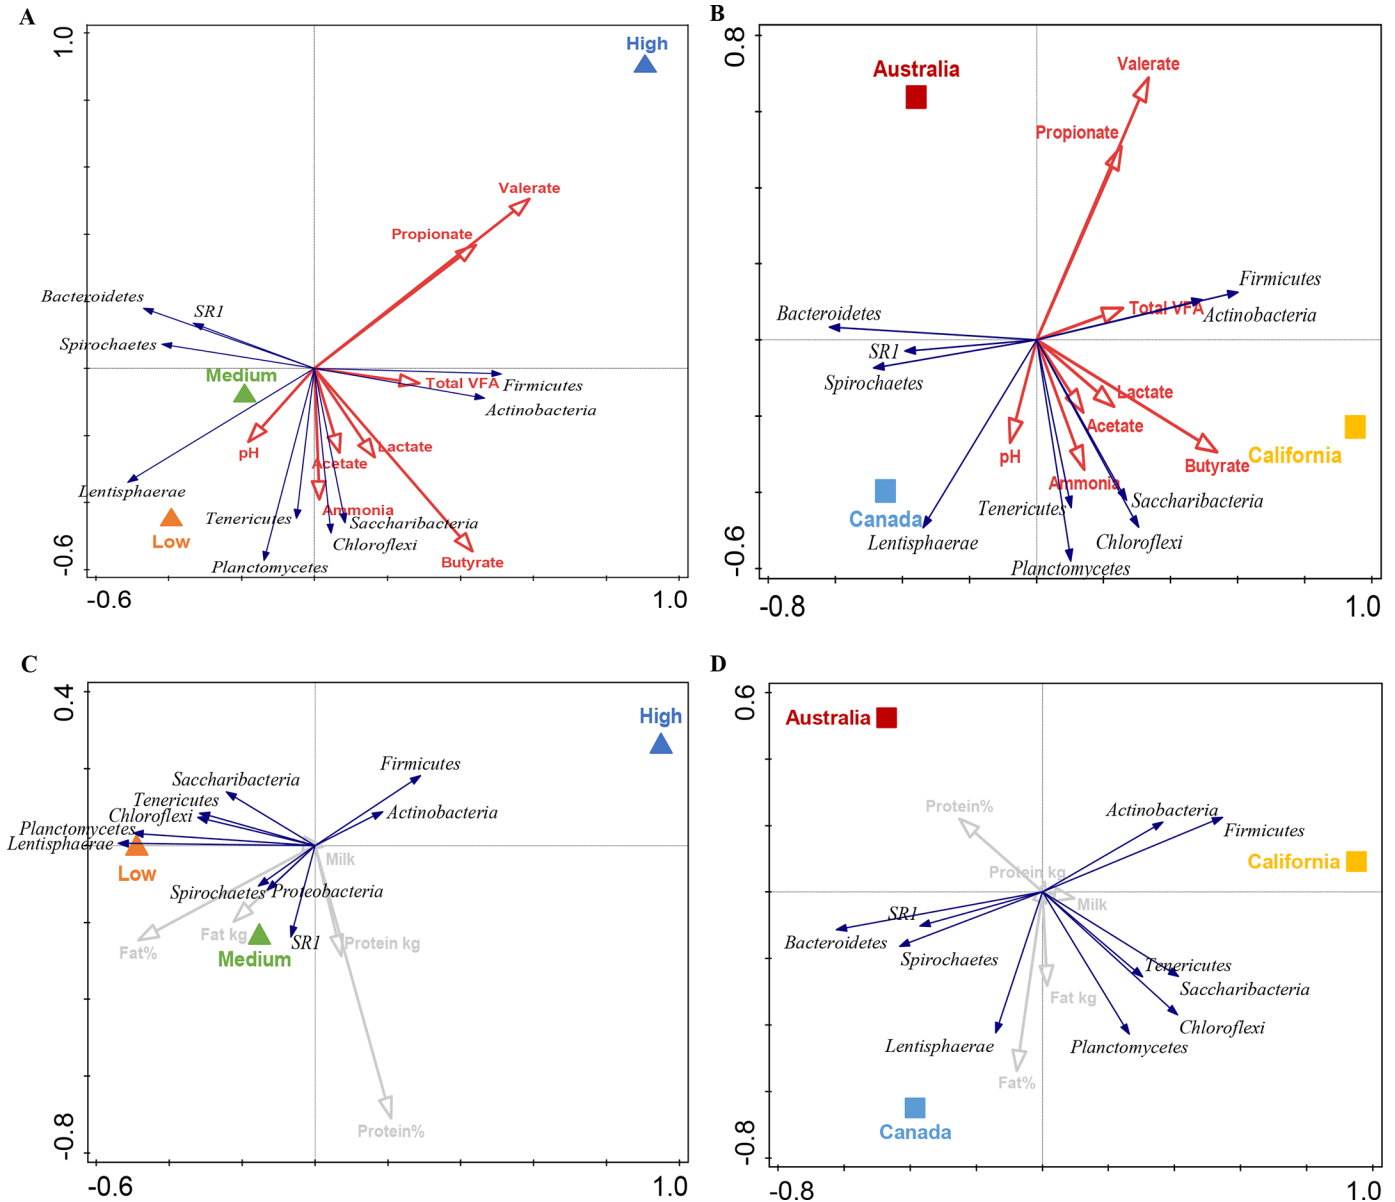 A
1.0
High
Valerate
Propionate
Bacteroidetes
SR1
Spirochaetes
Medium
Total VFA
Firmicutes
Actinobacteria
pH
Lactate
Acetate
Lentisphaerae
Tenericutes
Ammonia
Saccharibacteria
Low
Chloroflexi
Butyrate
Planctomycetes
-0.6
-0.6
1.0
B
0.8
Australia
Valerate
Propionate
Firmicutes
Total VFA
Actinobacteria
Bacteroidetes
SR1
Spirochaetes
Lactate
Acetate
California
pH
Butyrate
Ammonia
Saccharibacteria
Tenericutes
Canada
Lentisphaerae
Chloroflexi
Planctomycetes
-0.6
-0.8
1.0
C
0.4
High
Firmicutes
Saccharibacteria
Tenericutes
Actinobacteria
Chloroflexi
Planctomycetes
Lentisphaerae
Milk
Low
Spirochaetes
Proteobacteria
Fat kg
SR1
Protein kg
Fat%
Medium
Protein%
-0.8
-0.6
1.0
D
0.6
Australia
Protein%
Actinobacteria
Firmicutes
California
Protein kg
Milk
SR1
Bacteroidetes
Spirochaetes
Tenericutes
Saccharibacteria
Fat kg
Chloroflexi
Lentisphaerae
Planctomycetes
Fat%
Canada
-0.8
-0.8
1.0